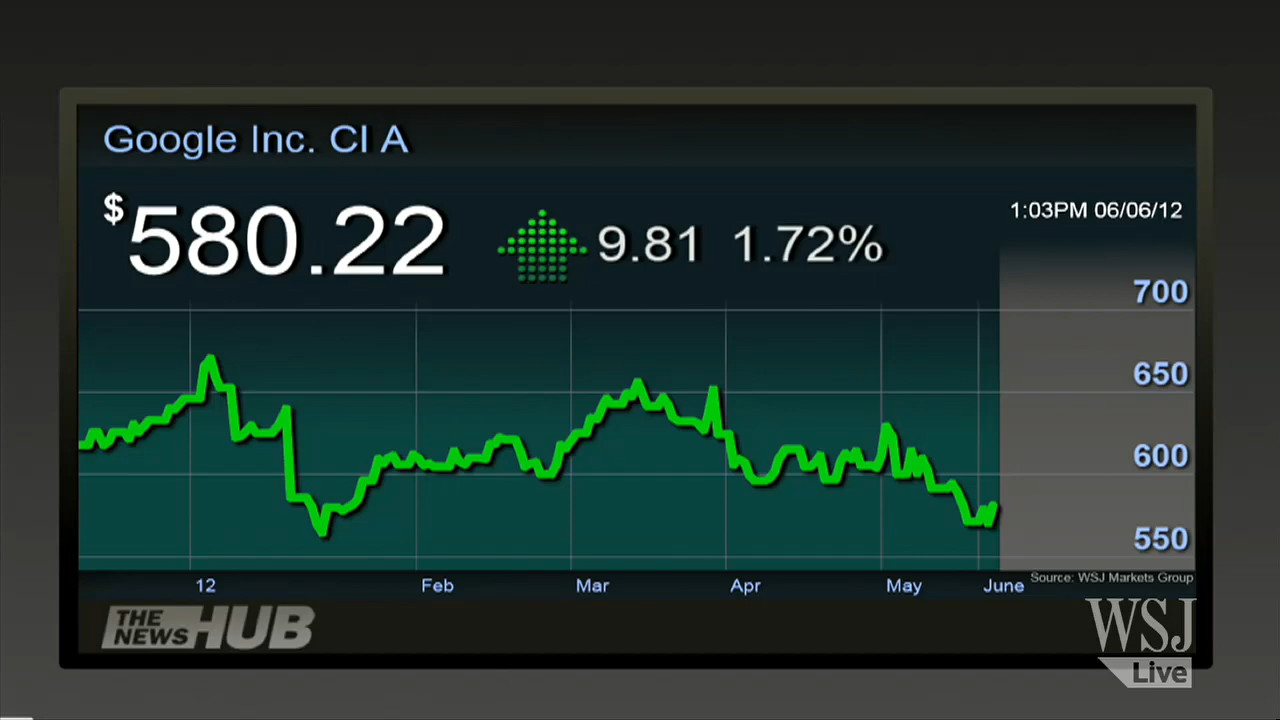 Google Inc. Cl A
$580.22 9.81 1.72%
1:03PM 06/06/12
700
650
600
550
12 Feb Mar Apr May June
Source: WSJ Markets Group
THE NEWS HUB
WSJ
Live